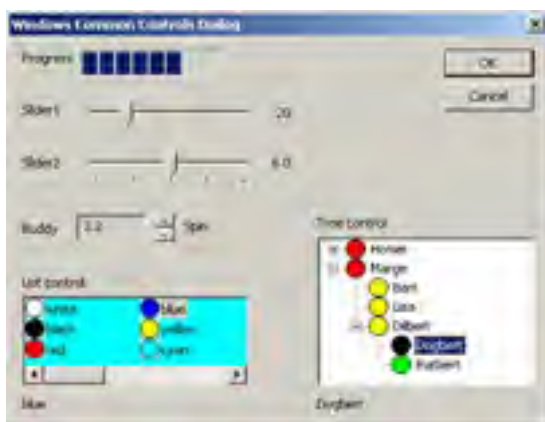 Windows Common Controls Dialog
Progress
OK
Cancel
Slider1
20
Slider2
6.0
Buddy
Spin
Tree control
Homer
Marge
Bart
Lisa
Dilbert
Dogbert
Ratbert
List control
white
blue
black
yellow
red
cyan
blue
Dogbert